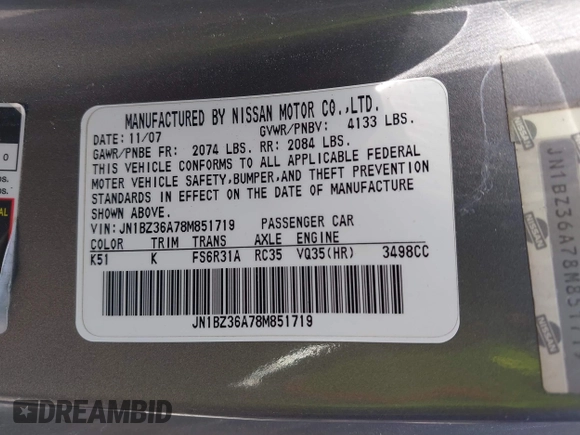 MANUFACTURED BY NISSAN MOTOR CO.,LTD.
DATE: 11/07 GVWR/PNBV: 4133 LBS.
GAWR/PNBE FR: 2074 LBS. RR: 2084 LBS.
THIS VEHICLE CONFORMS TO ALL APPLICABLE FEDERAL
MOTOR VEHICLE SAFETY,BUMPER,AND THEFT PREVENTION
STANDARDS IN EFFECT ON THE DATE OF MANUFACTURE
SHOWN ABOVE.
VIN:JN1BZ36A78M851719 PASSENGER CAR
COLOR TRIM TRANS AXLE ENGINE
K51 K FS6R31A RC35 VQ35(HR) 3498CC
JN1BZ36A78M851719
0
NISSAN
DREAMBID